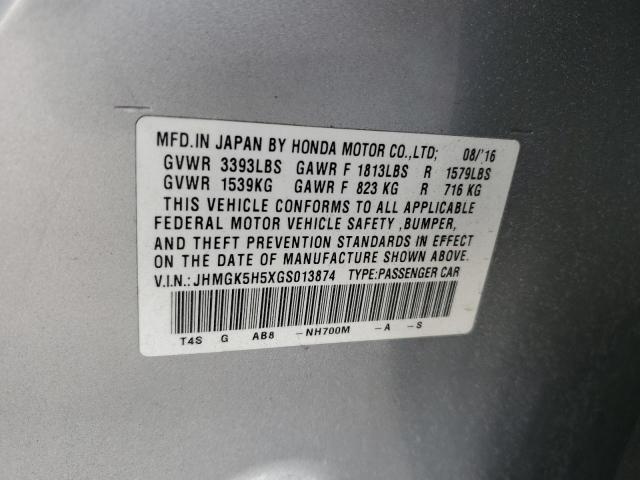 MFD.IN JAPAN BY HONDA MOTOR CO.,LTD; 08/'16
GVWR 3393LBS GAWR F 1813LBS R 1579LBS
GVWR 1539KG GAWR F 823 KG R 716 KG
THIS VEHICLE CONFORMS TO ALL APPLICABLE
FEDERAL MOTOR VEHICLE SAFETY ,BUMPER,
AND THEFT PREVENTION STANDARDS IN EFFECT
ON THE DATE OF MANUFACTURE SHOWN ABOVE.
V.I.N.:JHMGK5H5XGS013874 TYPE:PASSENGER CAR
T4S G AB8 -NH700M -A -S